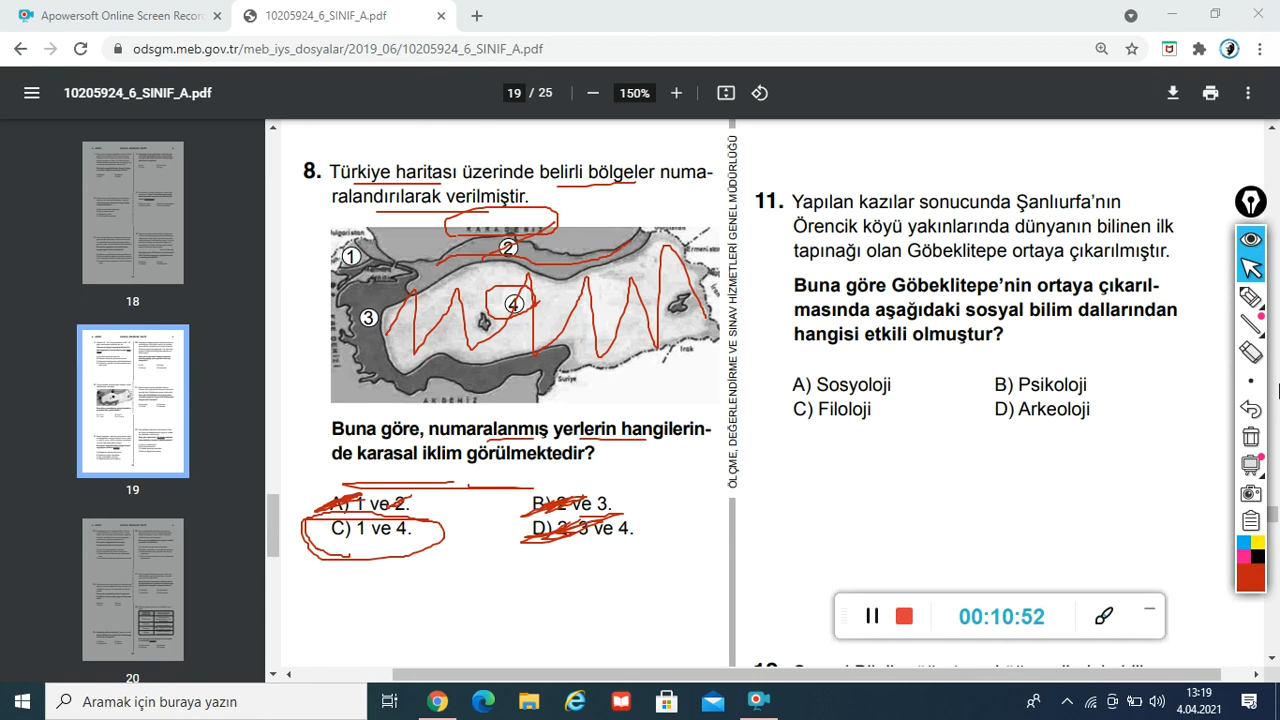 Apowersoft Online Screen Recor
10205924_6_SINIF_A.pdf
odsgm.meb.gov.tr/meb_iys_dosyalar/2019_06/10205924_6_SINIF_A.pdf
10205924_6_SINIF_A.pdf
19 / 25
150%
18
19
20
8. Türkiye haritası üzerinde belirli bölgeler numa-
ralandırılarak verilmiştir.
1
2
3
4
Suriye
Irak
AKDENİZ
Buna göre, numaralanmış yerlerin hangilerin-
de karasal iklim görülmektedir?
A) 1 ve 2.
B) 2 ve 3.
C) 1 ve 4.
D) 3 ve 4.
ÖLÇME, DEĞERLENDİRME VE SINAV HİZMETLERİ GENEL MÜDÜRLÜĞÜ
11. Yapılan kazılar sonucunda Şanlıurfa’nın
Örencik köyü yakınlarında dünyanın bilinen ilk
tapınağı olan Göbeklitepe ortaya çıkarılmıştır.
Buna göre Göbeklitepe’nin ortaya çıkarıl-
masında aşağıdaki sosyal bilim dallarından
nangisi etkili olmuştur?
A) Sosyoloji
B) Psikoloji
C) Filoloji
D) Arkeoloji
00:10:52
Aramak için buraya yazın
13:19
4.04.2021